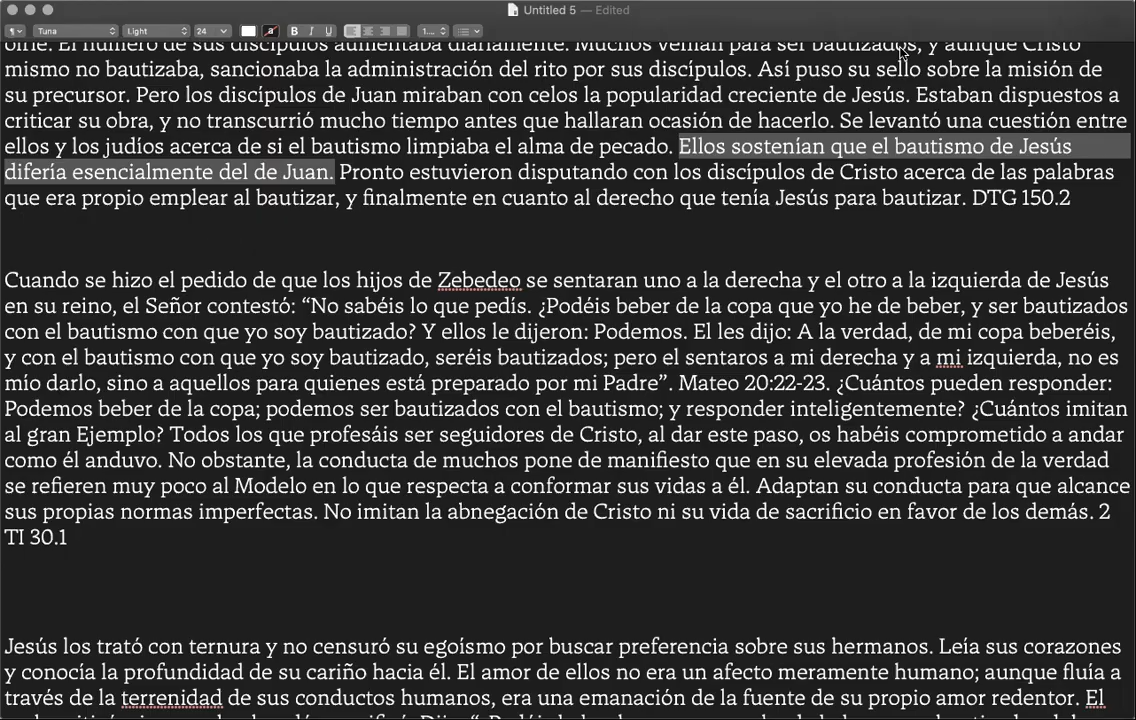 Untitled 5 — Edited
¶ Tuna Light 24 a B I U 1...
oirle. El número de sus discípulos aumentaba diariamente. Muchos venían para ser bautizados, y aunque Cristo
mismo no bautizaba, sancionaba la administración del rito por sus discípulos. Así puso su sello sobre la misión de
su precursor. Pero los discípulos de Juan miraban con celos la popularidad creciente de Jesús. Estaban dispuestos a
criticar su obra, y no transcurrió mucho tiempo antes que hallaran ocasión de hacerlo. Se levantó una cuestión entre
ellos y los judíos acerca de si el bautismo limpiaba el alma de pecado. Ellos sostenían que el bautismo de Jesús
difería esencialmente del de Juan. Pronto estuvieron disputando con los discípulos de Cristo acerca de las palabras
que era propio emplear al bautizar, y finalmente en cuanto al derecho que tenía Jesús para bautizar. DTG 150.2
Cuando se hizo el pedido de que los hijos de Zebedeo se sentaran uno a la derecha y el otro a la izquierda de Jesús
en su reino, el Señor contestó: “No sabéis lo que pedís. ¿Podéis beber de la copa que yo he de beber, y ser bautizados
con el bautismo con que yo soy bautizado? Y ellos le dijeron: Podemos. El les dijo: A la verdad, de mi copa beberéis,
y con el bautismo con que yo soy bautizado, seréis bautizados; pero el sentaros a mi derecha y a mi izquierda, no es
mío darlo, sino a aquellos para quienes está preparado por mi Padre”. Mateo 20:22-23. ¿Cuántos pueden responder:
Podemos beber de la copa; podemos ser bautizados con el bautismo; y responder inteligentemente? ¿Cuántos imitan
al gran Ejemplo? Todos los que profesáis ser seguidores de Cristo, al dar este paso, os habéis comprometido a andar
como él anduvo. No obstante, la conducta de muchos pone de manifiesto que en su elevada profesión de la verdad
se refieren muy poco al Modelo en lo que respecta a conformar sus vidas a él. Adaptan su conducta para que alcance
sus propias normas imperfectas. No imitan la abnegación de Cristo ni su vida de sacrificio en favor de los demás. 2
TI 30.1
Jesús los trató con ternura y no censuró su egoísmo por buscar preferencia sobre sus hermanos. Leía sus corazones
y conocía la profundidad de su cariño hacia él. El amor de ellos no era un afecto meramente humano; aunque fluía a
través de la terrenidad de sus conductos humanos, era una emanación de la fuente de su propio amor redentor. El